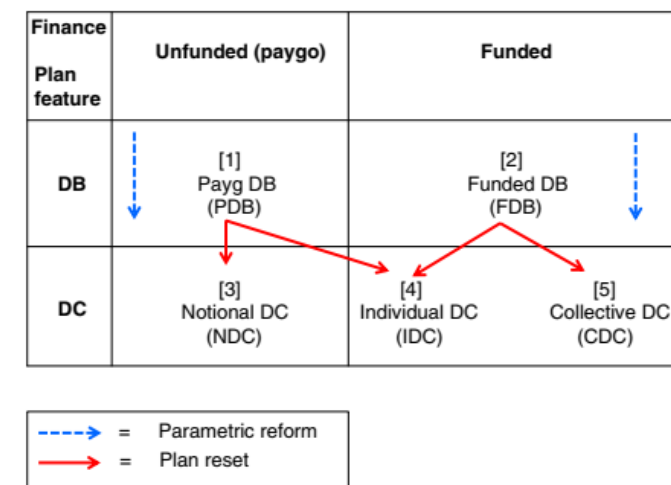 Finance
Plan
feature
Unfunded (paygo)
Funded
DB
[1]
Payg DB
(PDB)
[2]
Funded DB
(FDB)
DC
[3]
Notional DC
(NDC)
[4]
Individual DC
(IDC)
[5]
Collective DC
(CDC)
= Parametric reform
= Plan reset